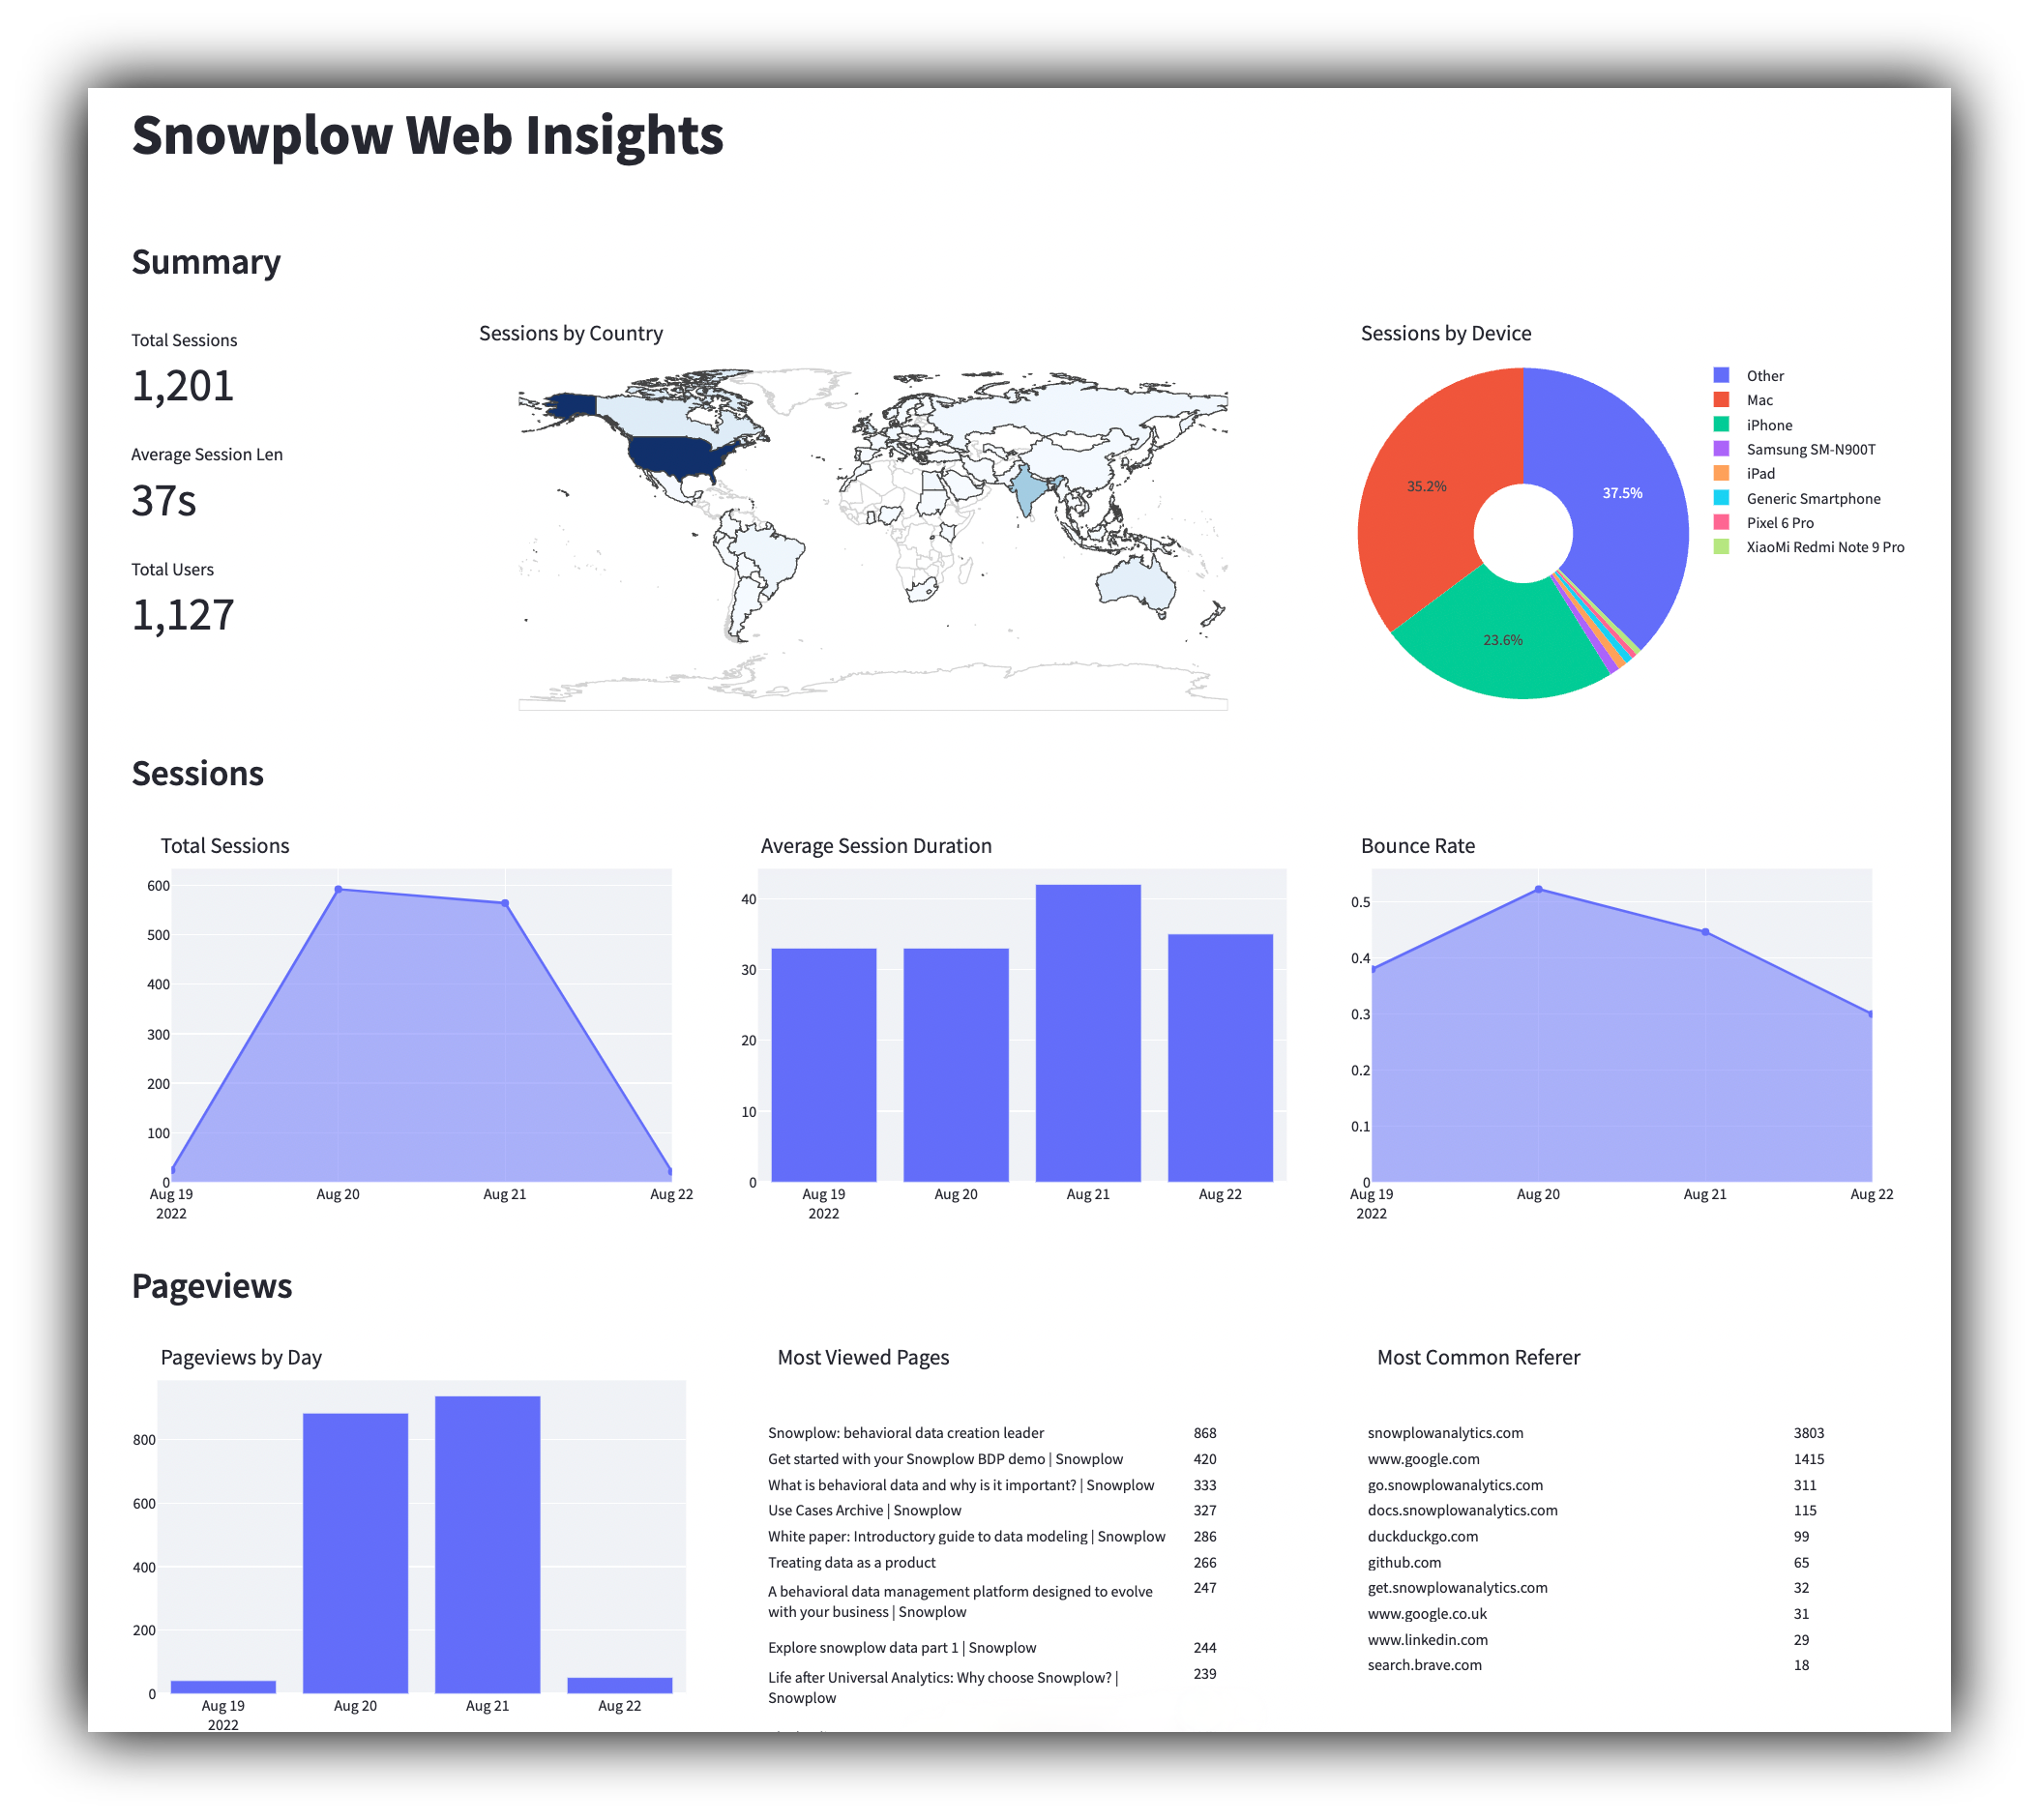 Snowplow Web Insights
Summary
Total Sessions
1,201
Average Session Len
37s
Total Users
1,127
Sessions by Country
Sessions by Device
35.2%
37.5%
23.6%
Other
Mac
iPhone
Samsung SM-N900T
iPad
Generic Smartphone
Pixel 6 Pro
XiaoMi Redmi Note 9 Pro
Sessions
Total Sessions
600
500
400
300
200
100
0
Aug 19 Aug 20 Aug 21 Aug 22
2022
Average Session Duration
40
30
20
10
0
Aug 19 Aug 20 Aug 21 Aug 22
2022
Bounce Rate
0.5
0.4
0.3
0.2
0.1
0
Aug 19 Aug 20 Aug 21 Aug 22
2022
Pageviews
Pageviews by Day
800
600
400
200
0
Aug 19 Aug 20 Aug 21 Aug 22
2022
Most Viewed Pages
Snowplow: behavioral data creation leader 868
Get started with your Snowplow BDP demo | Snowplow 420
What is behavioral data and why is it important? | Snowplow 333
Use Cases Archive | Snowplow 327
White paper: Introductory guide to data modeling | Snowplow 286
Treating data as a product 266
A behavioral data management platform designed to evolve 247
with your business | Snowplow
Explore snowplow data part 1 | Snowplow 244
Life after Universal Analytics: Why choose Snowplow? | 239
Snowplow
Most Common Referer
snowplowanalytics.com 3803
www.google.com 1415
go.snowplowanalytics.com 311
docs.snowplowanalytics.com 115
duckduckgo.com 99
github.com 65
get.snowplowanalytics.com 32
www.google.co.uk 31
www.linkedin.com 29
search.brave.com 18